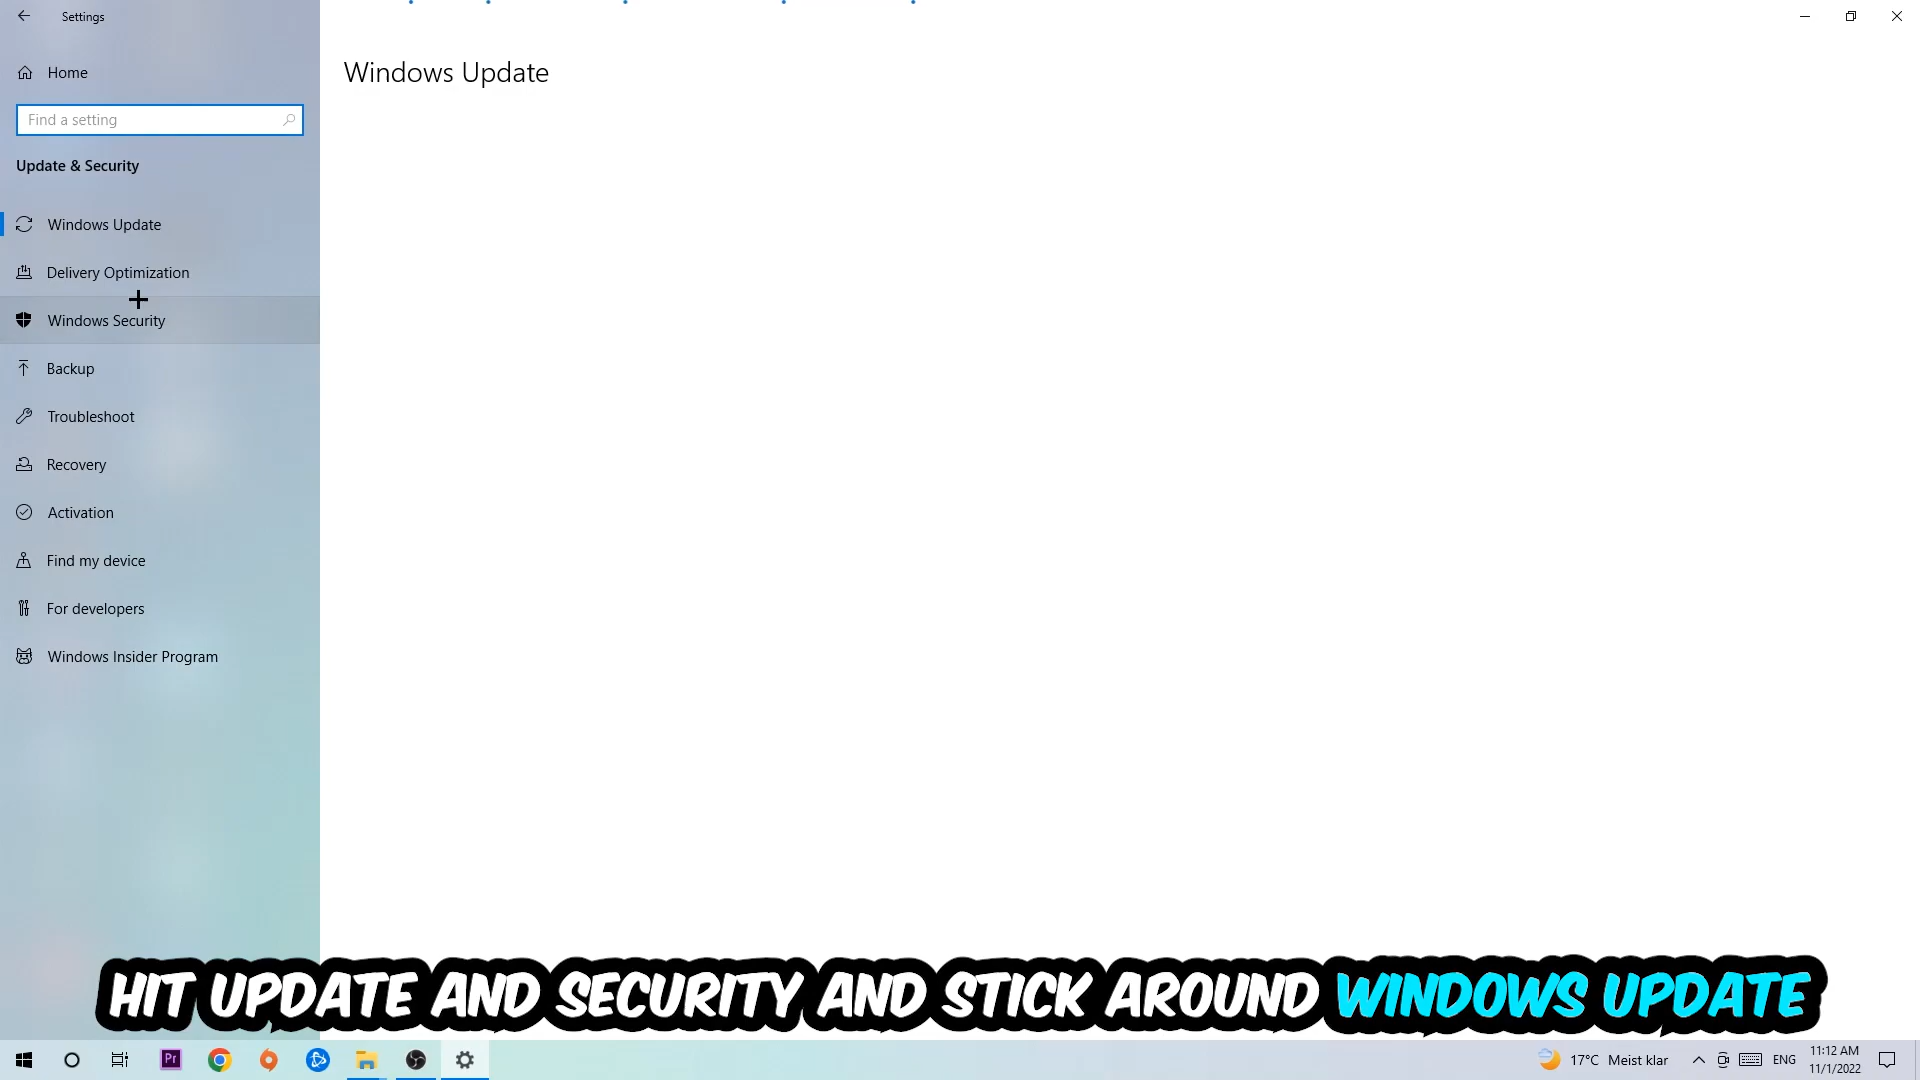 Settings
Home
Find a setting
Update & Security
Windows Update
Delivery Optimization
Windows Security
Backup
Troubleshoot
Recovery
Activation
Find my device
For developers
Windows Insider Program
Windows Update
HIT UPDATE AND SECURITY AND STICK AROUND WINDOWS UPDATE
Pr
17°C Meist klar
ENG
11:12 AM
11/1/2022